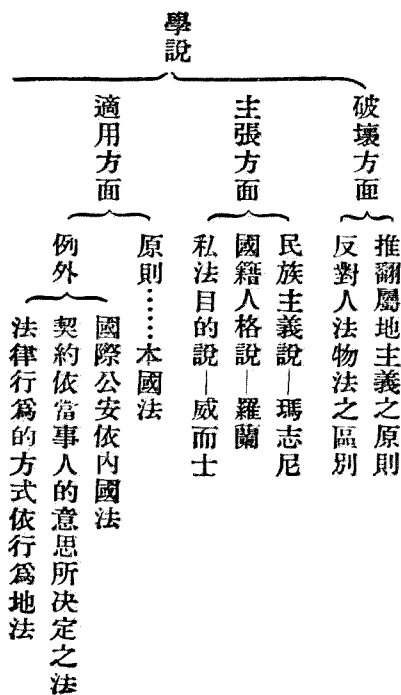 學說
破壞方面
推翻屬地主義之原則
反對人法物法之區別
主張方面
民族主義說—瑪志尼
國籍人格說—羅蘭
私法目的說—威而士
適用方面
原則……本國法
例外
國際公安依內國法
契約依當事人的意思所決定之法
法律行爲的方式依行爲地法